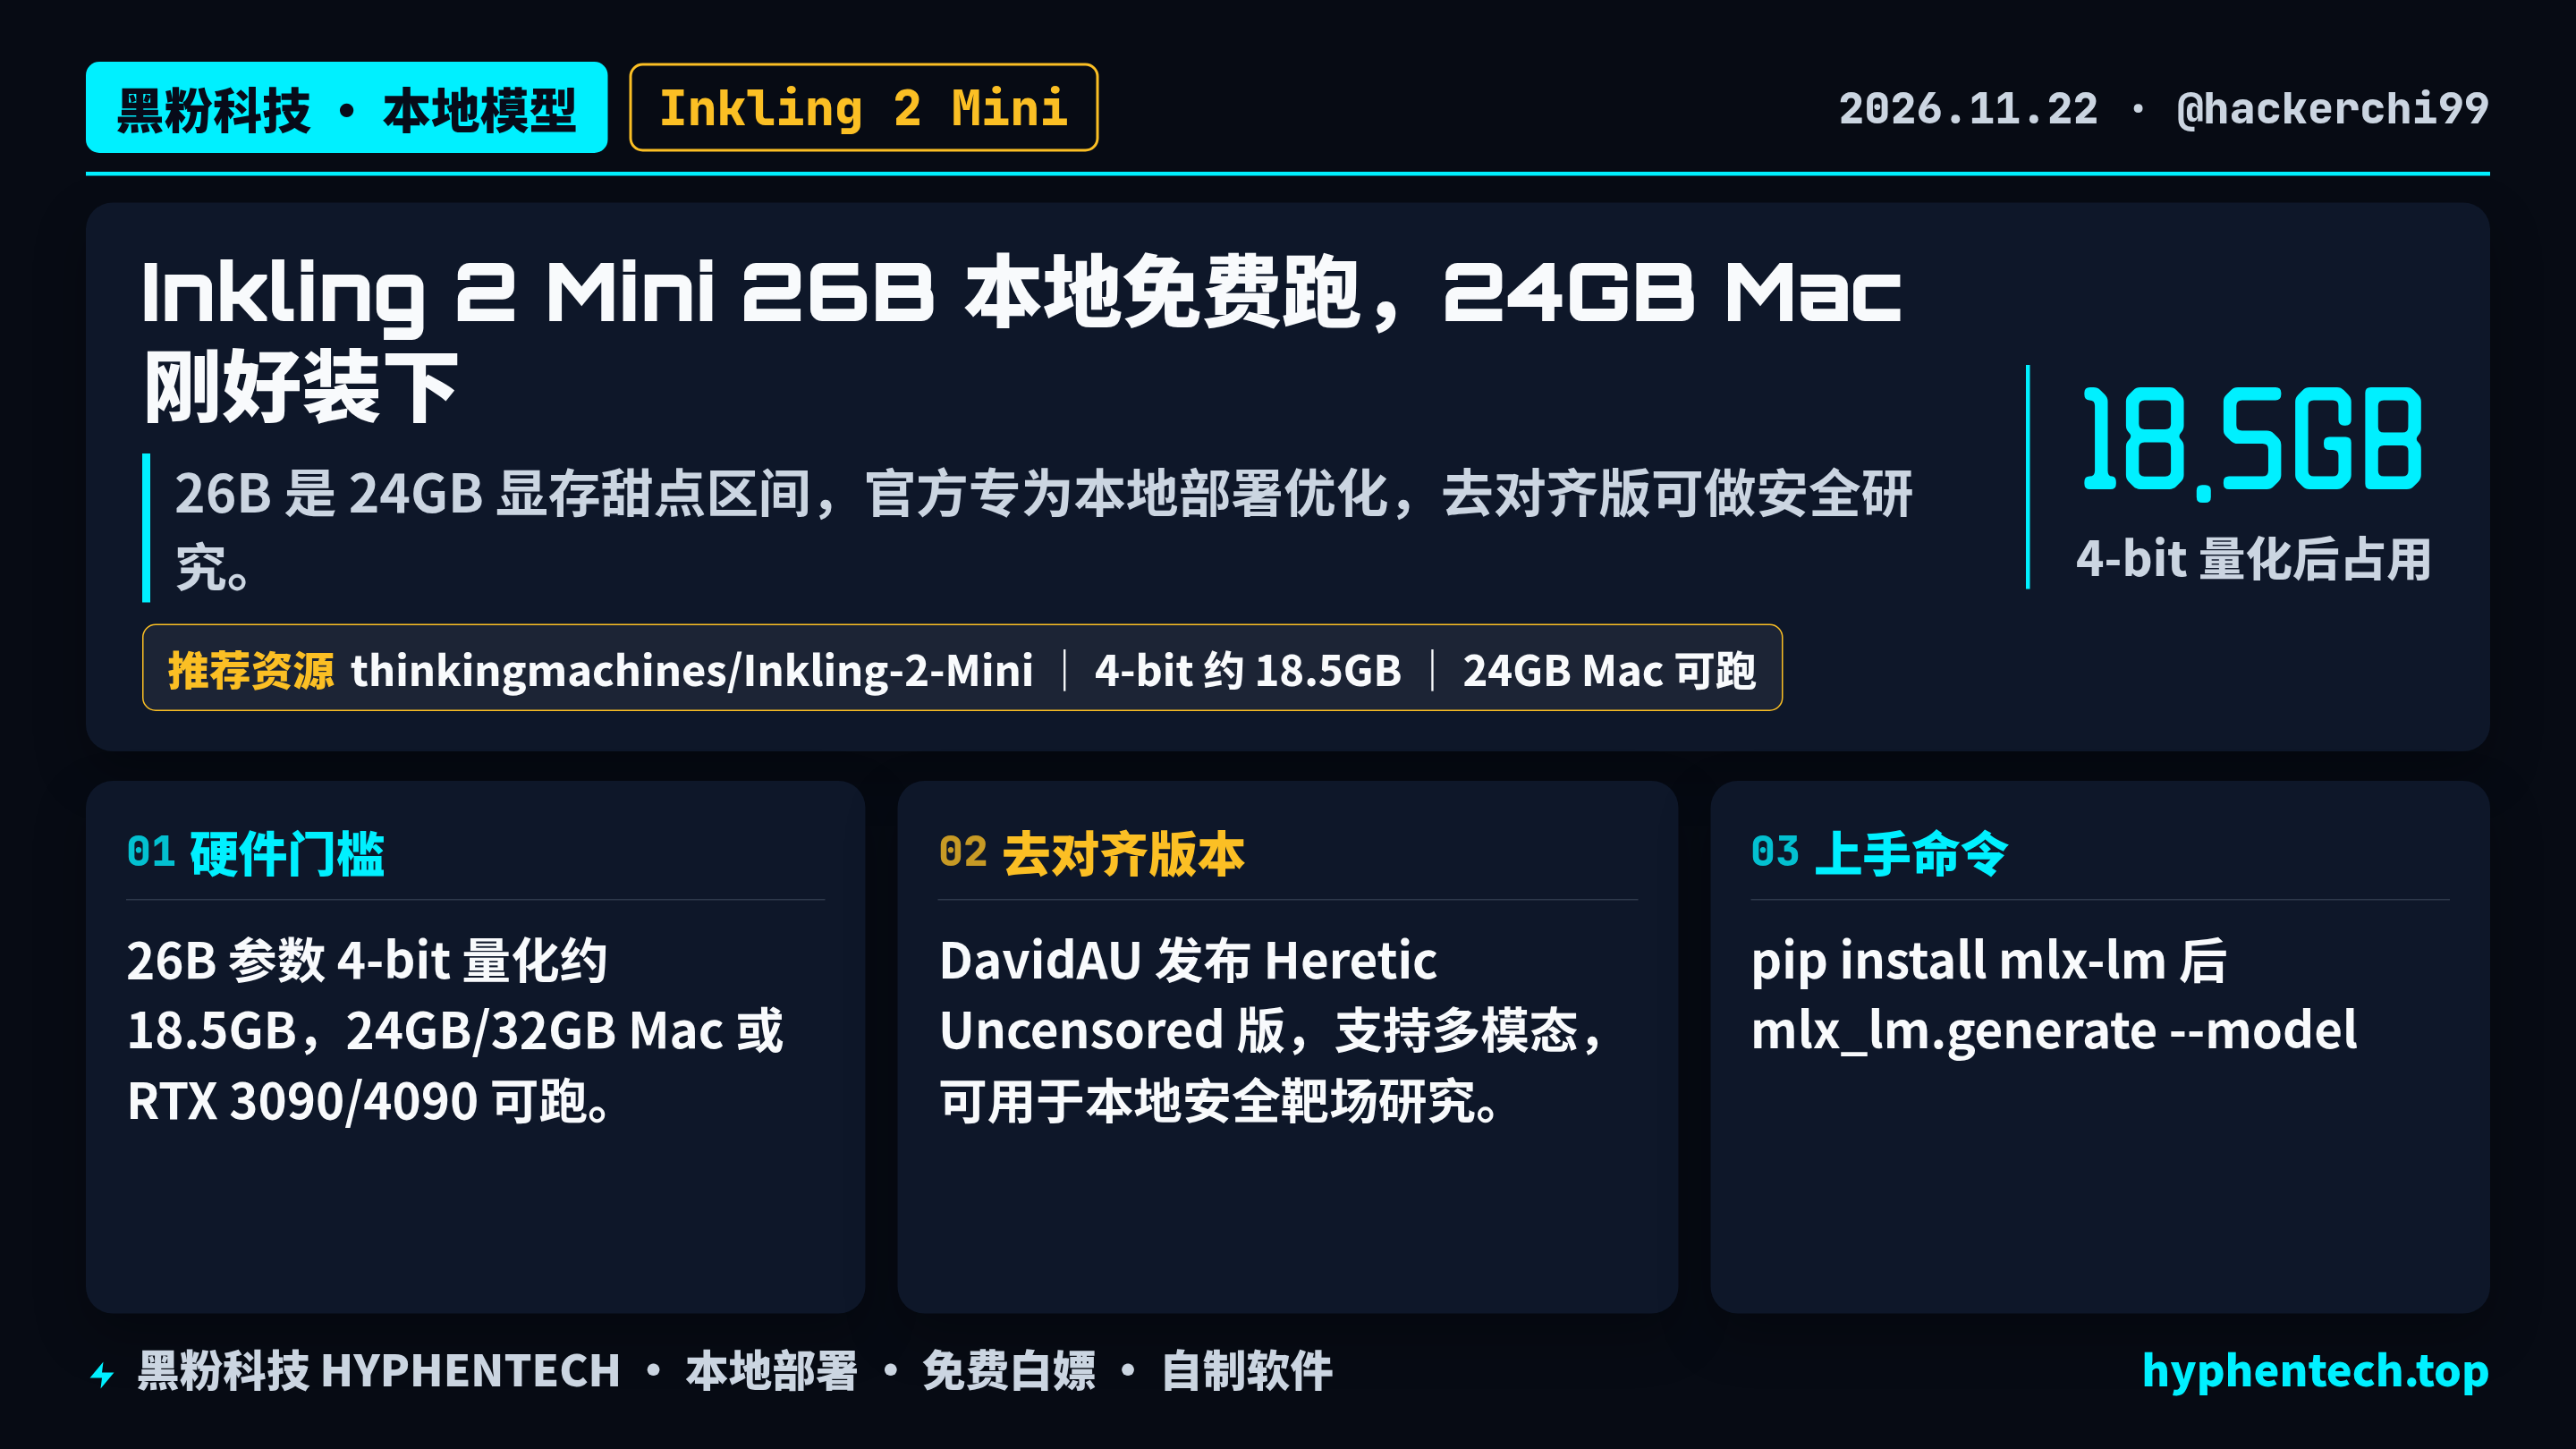 黑粉科技 · 本地模型
Inkling 2 Mini
2026.11.22 · @hackerchi99
Inkling 2 Mini 26B 本地免费跑，24GB Mac
刚好装下
26B 是 24GB 显存甜点区间，官方专为本地部署优化，去对齐版可做安全研
究。
18.5GB
4-bit 量化后占用
推荐资源 thinkingmachines/Inkling-2-Mini ｜ 4-bit 约 18.5GB ｜ 24GB Mac 可跑
01 硬件门槛
26B 参数 4-bit 量化约
18.5GB，24GB/32GB Mac 或
RTX 3090/4090 可跑。
02 去对齐版本
DavidAU 发布 Heretic
Uncensored 版，支持多模态，
可用于本地安全靶场研究。
03 上手命令
pip install mlx-lm 后
mlx_lm.generate --model
黑粉科技 HYPHENTECH · 本地部署 · 免费白嫖 · 自制软件
hyphentech.top